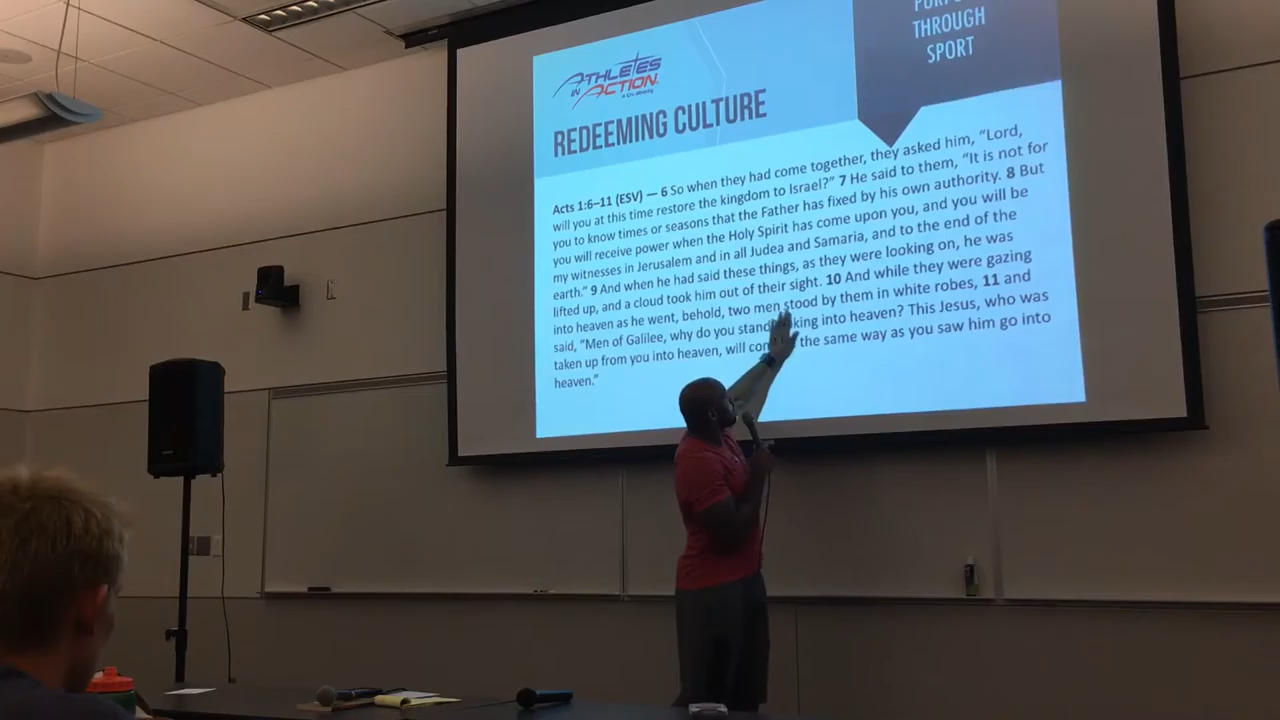 THROUGH
SPORT
ATHLETES
IN ACTION
A Cru Ministry
REDEEMING CULTURE
Acts 1:6–11 (ESV) — 6 So when they had come together, they asked him, “Lord,
will you at this time restore the kingdom to Israel?” 7 He said to them, “It is not for
you to know times or seasons that the Father has fixed by his own authority. 8 But
you will receive power when the Holy Spirit has come upon you, and you will be
my witnesses in Jerusalem and in all Judea and Samaria, and to the end of the
earth.” 9 And when he had said these things, as they were looking on, he was
lifted up, and a cloud took him out of their sight. 10 And while they were gazing
into heaven as he went, behold, two men stood by them in white robes, 11 and
said, “Men of Galilee, why do you stand into heaven? This Jesus, who was
taken up from you into heaven, will the same way as you saw him go into
heaven.”